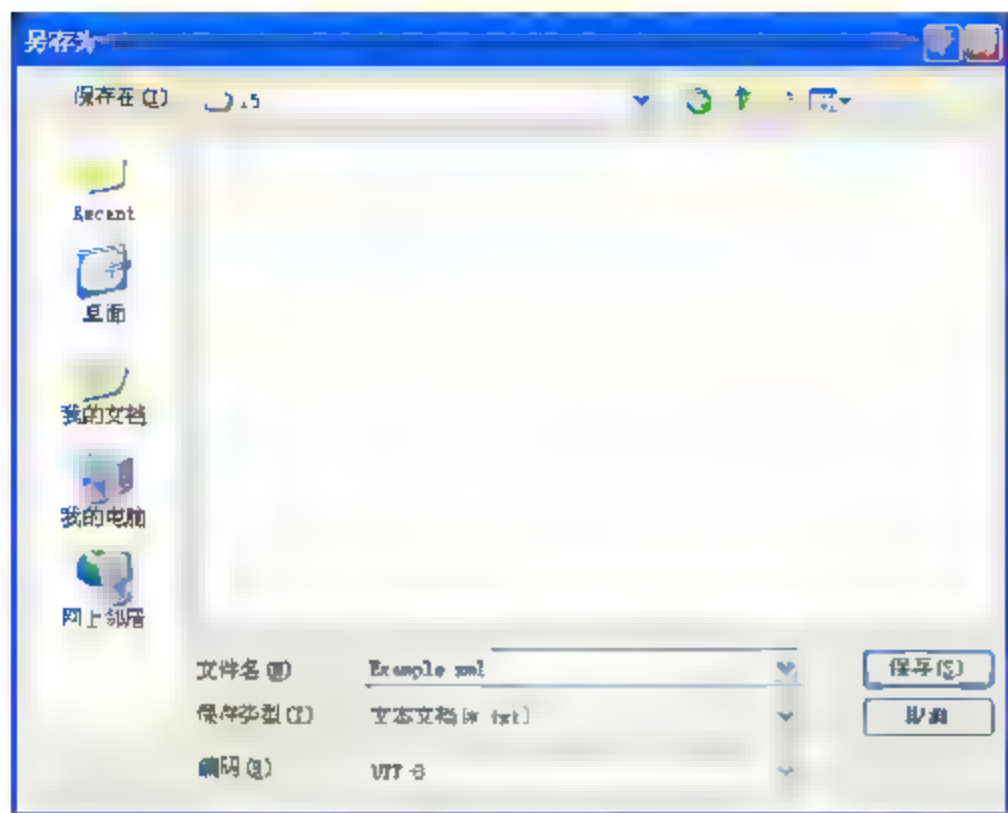 另存为
保存在(I)
15
Recent
桌面
我的文档
我的电脑
网上邻居
文件名(N)
Example xml
保存(S)
保存类型(T)
文本文档(*.txt)
取消
编码(E)
UTF-8